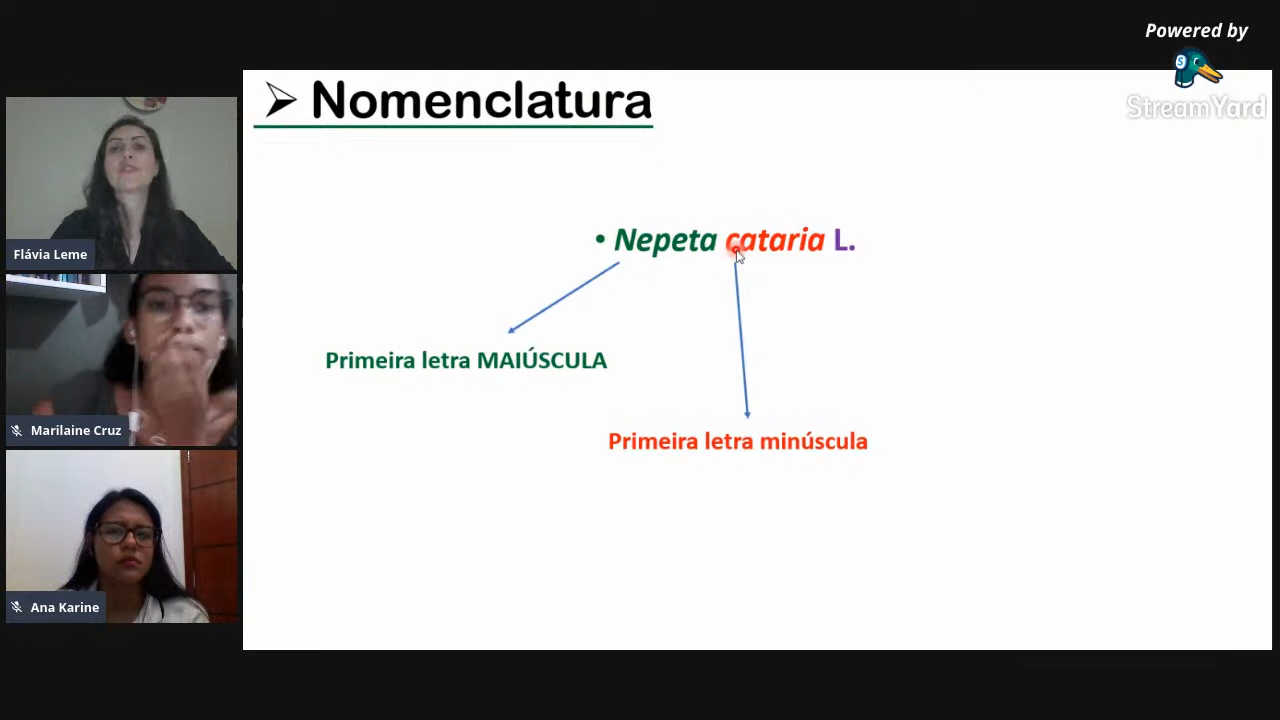 Powered by
StreamYard
Nomenclatura
• Nepeta cataria L.
Primeira letra MAIÚSCULA
Primeira letra minúscula
Flávia Leme
Marilaine Cruz
Ana Karine